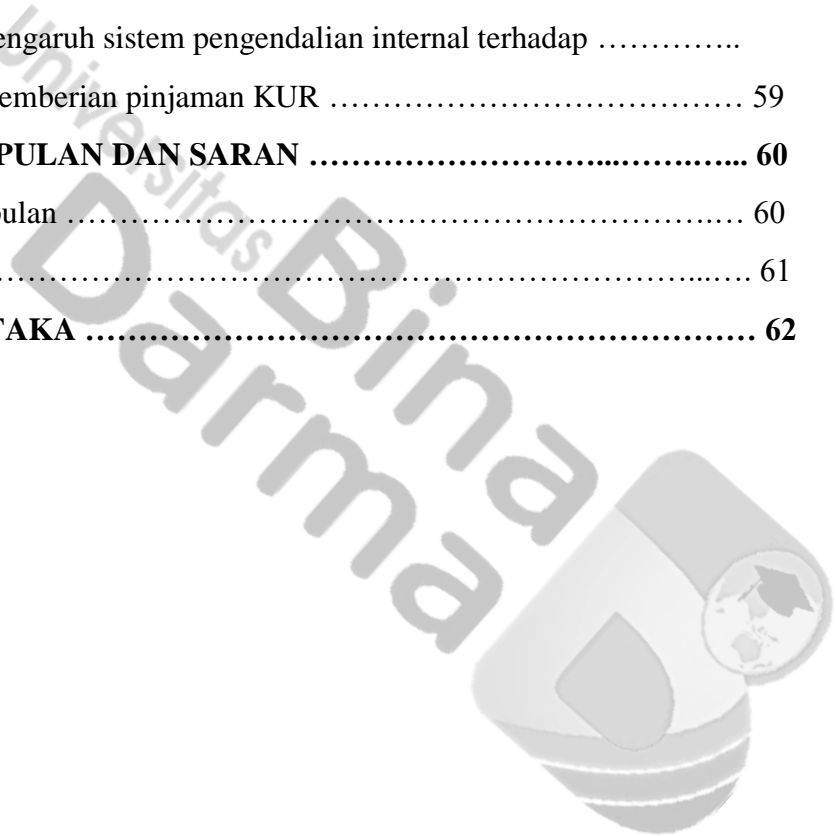 engaruh sistem pengendalian internal terhadap …………..
emberian pinjaman KUR ………………………………… 59
PULAN DAN SARAN ………………………...…….…... 60
pulan …………………………………………………….… 60
…………………………………………………………...…. 61
TAKA ……………………………………………………… 62
Universitas
Bina
Darma